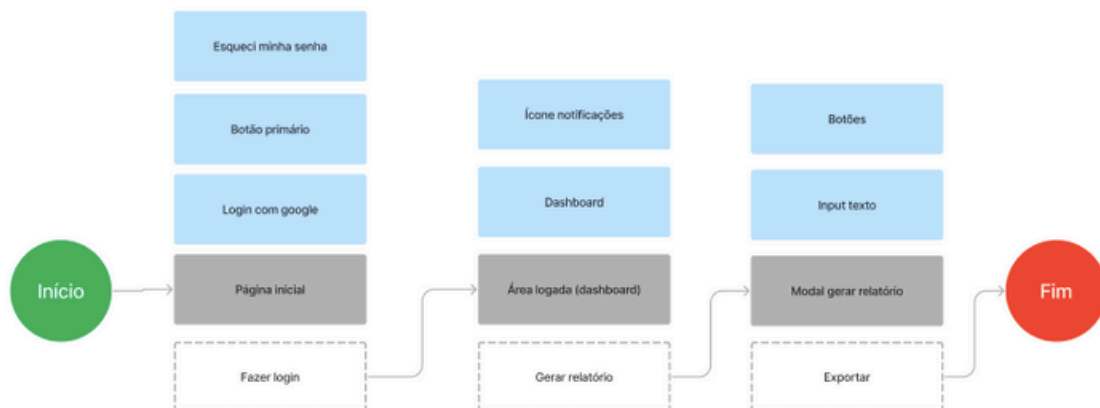 Início
Esqueci minha senha
Botão primário
Login com google
Página inicial
Fazer login
Ícone notificações
Dashboard
Área logada (dashboard)
Gerar relatório
Botões
Input texto
Modal gerar relatório
Exportar
Fim